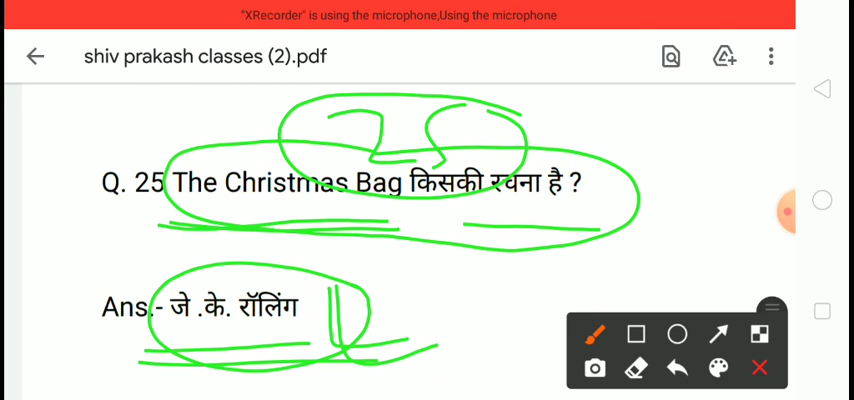 "XRecorder" is using the microphone,Using the microphone
shiv prakash classes (2).pdf
25
Q. 25 The Christmas Bag किसकी रचना है ?
Ans.- जे .के. रॉलिंग